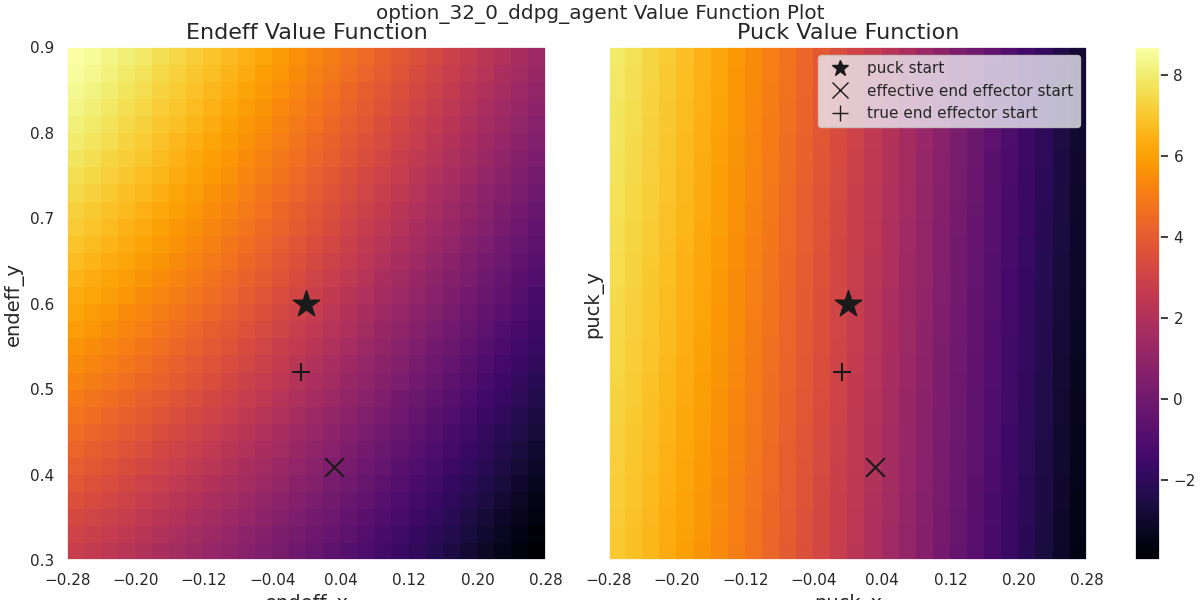 option_32_0_ddpg_agent Value Function Plot
Endeff Value Function
Puck Value Function
0.9
0.8
0.7
0.6
0.5
0.4
0.3
endeff_y
−0.28
−0.20
−0.12
−0.04
0.04
0.12
0.20
0.28
endeff_x
puck start
effective end effector start
true end effector start
puck_y
−0.28
−0.20
−0.12
−0.04
0.04
0.12
0.20
0.28
puck_x
8
6
4
2
0
−2